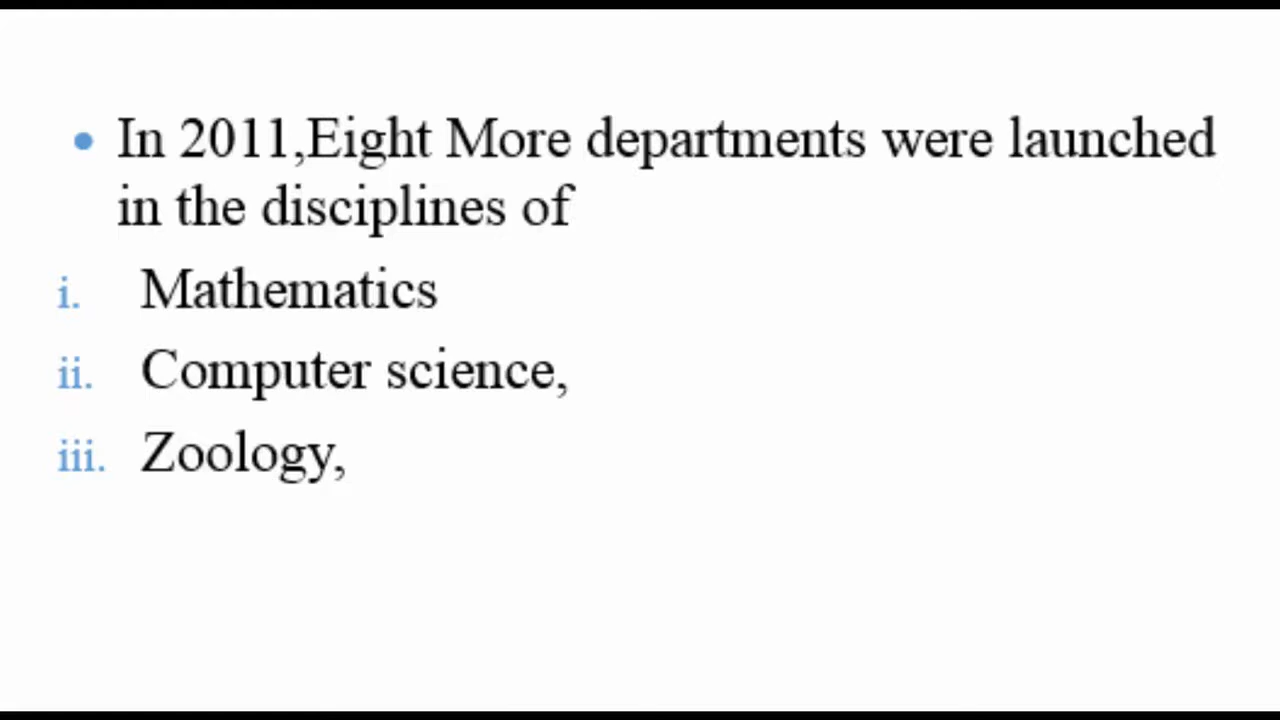 • In 2011,Eight More departments were launched
in the disciplines of
i. Mathematics
ii. Computer science,
iii. Zoology,